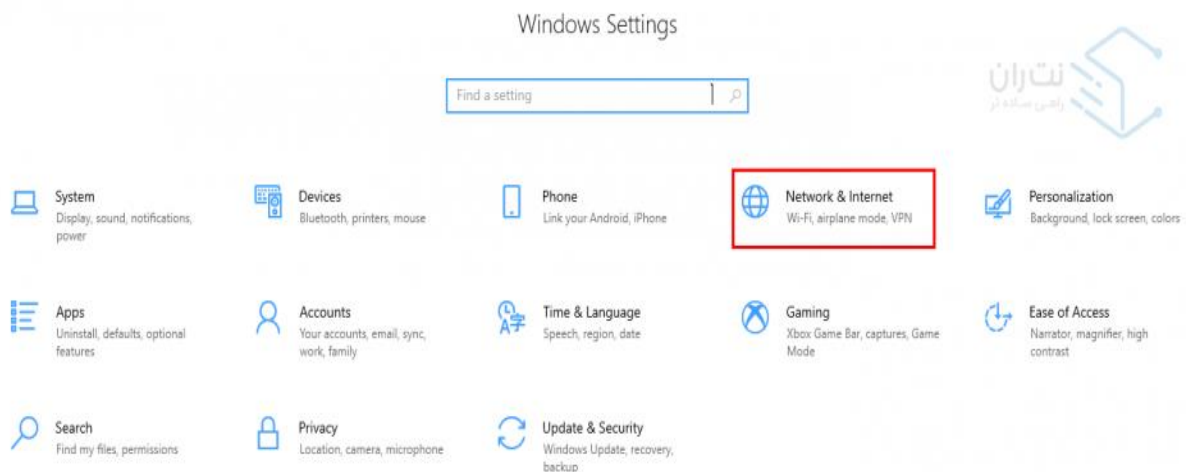 Windows Settings
نت ران
راهی ساده تر
Find a setting
System
Display, sound, notifications,
power
Devices
Bluetooth, printers, mouse
Phone
Link your Android, iPhone
Network & Internet
Wi-Fi, airplane mode, VPN
Personalization
Background, lock screen, colors
Apps
Uninstall, defaults, optional
features
Accounts
Your accounts, email, sync,
work, family
Time & Language
Speech, region, date
Gaming
Xbox Game Bar, captures, Game
Mode
Ease of Access
Narrator, magnifier, high
contrast
Search
Find my files, permissions
Privacy
Location, camera, microphone
Update & Security
Windows Update, recovery,
backup